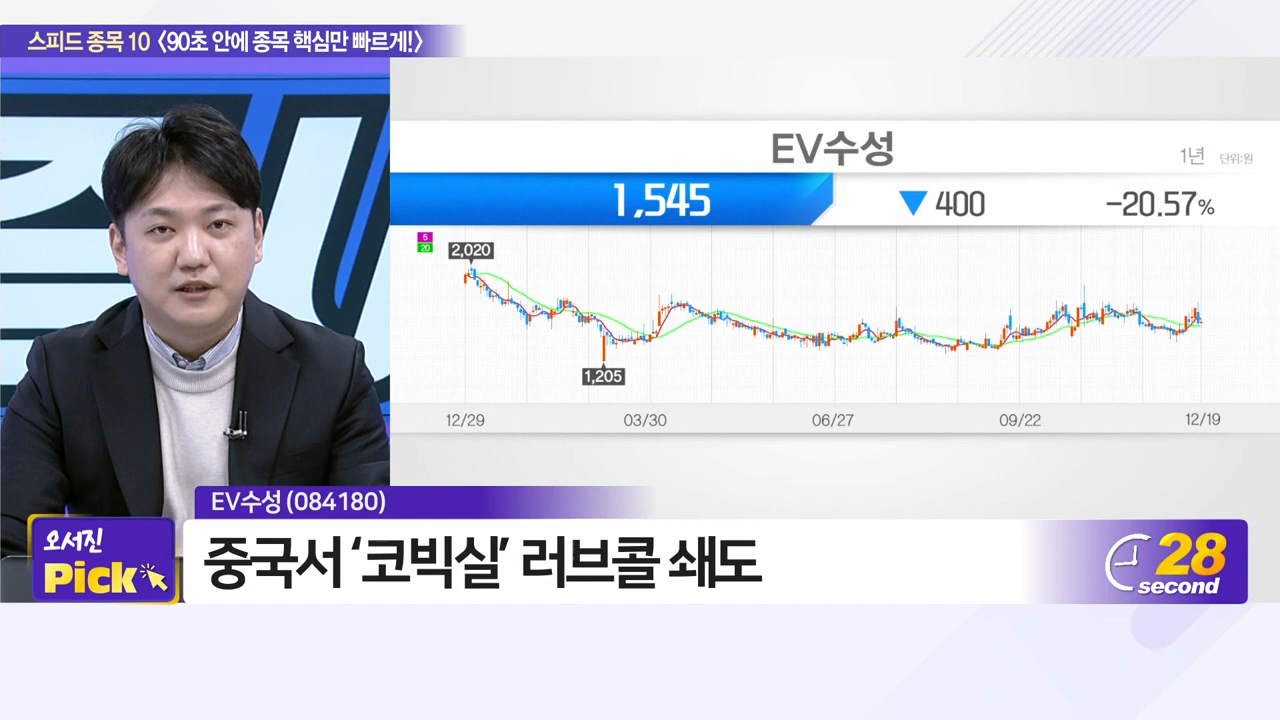 스피드 종목 10 〈90초 안에 종목 핵심만 빠르게!〉
EV수성
1년 단위:원
1,545 ▼400 -20.57%
5
20
2,020
1,205
12/29 03/30 06/27 09/22 12/19
EV수성 (084180)
오서진
Pick
중국서 ‘코빅실’ 러브콜 쇄도
28
second